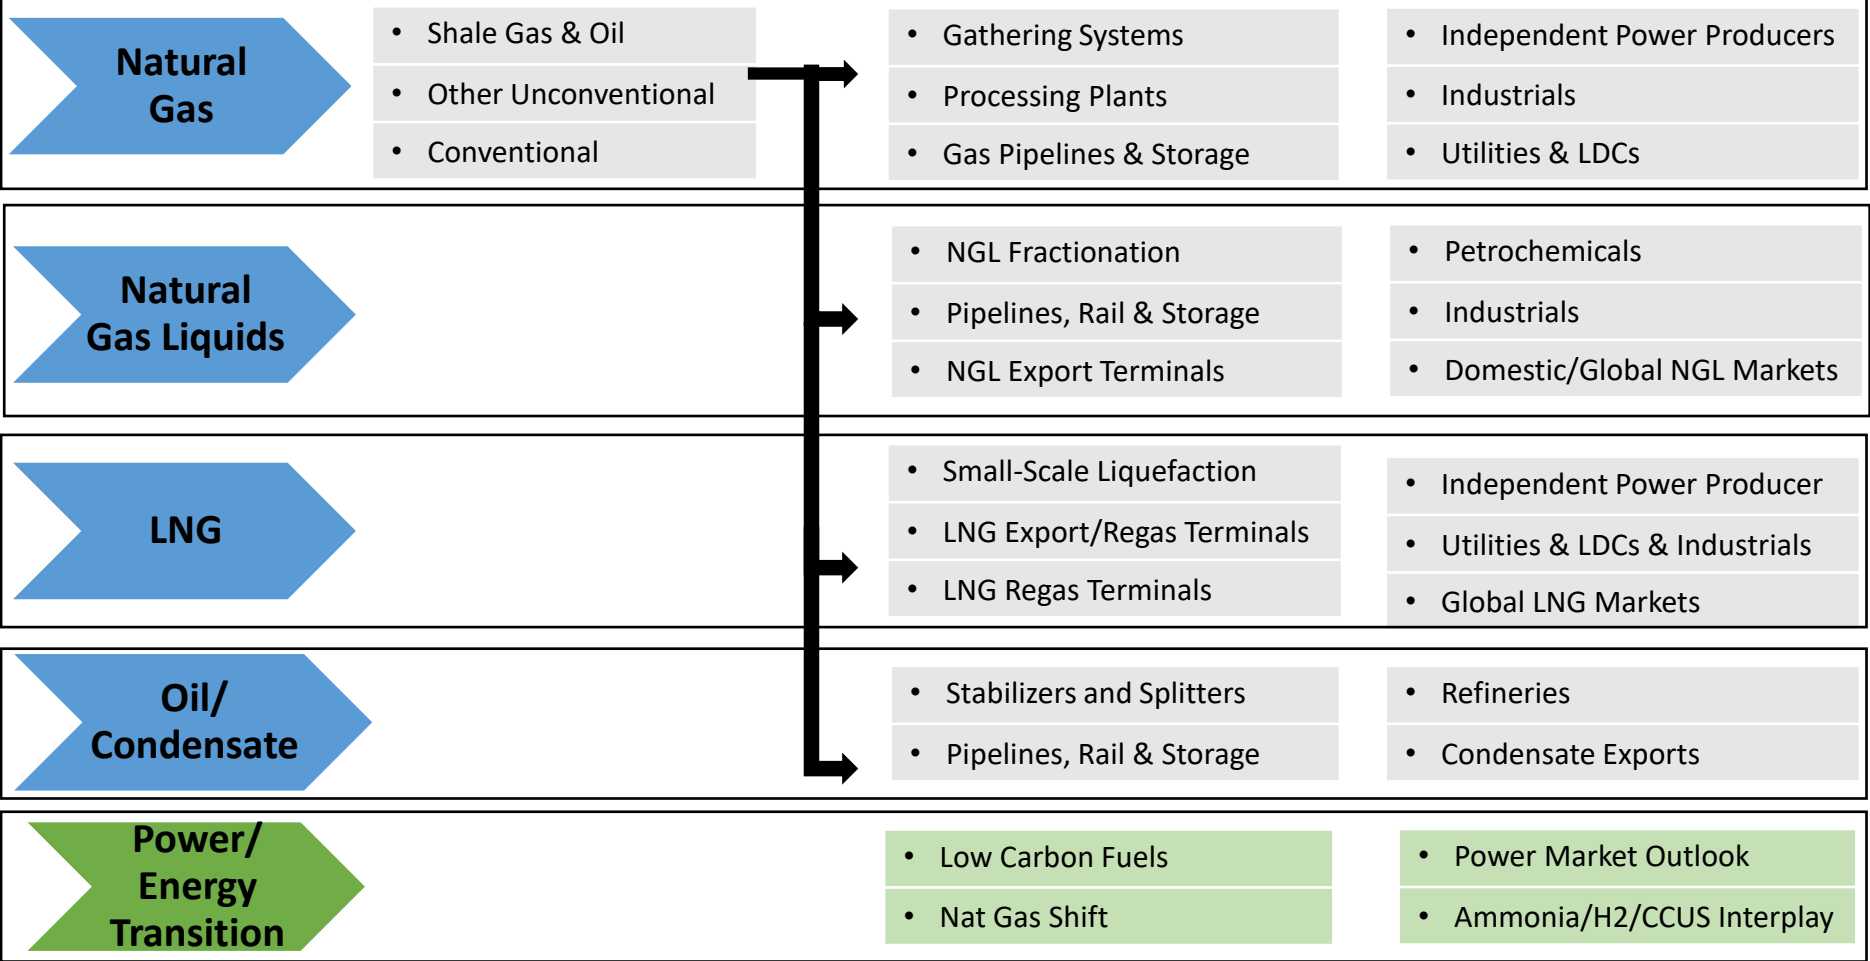 Natural
Gas
• Shale Gas & Oil
• Other Unconventional
• Conventional
• Gathering Systems
• Processing Plants
• Gas Pipelines & Storage
• Independent Power Producers
• Industrials
• Utilities & LDCs
Natural
Gas Liquids
• NGL Fractionation
• Pipelines, Rail & Storage
• NGL Export Terminals
• Petrochemicals
• Industrials
• Domestic/Global NGL Markets
LNG
• Small-Scale Liquefaction
• LNG Export/Regas Terminals
• LNG Regas Terminals
• Independent Power Producer
• Utilities & LDCs & Industrials
• Global LNG Markets
Oil/
Condensate
• Stabilizers and Splitters
• Pipelines, Rail & Storage
• Refineries
• Condensate Exports
Power/
Energy
Transition
• Low Carbon Fuels
• Nat Gas Shift
• Power Market Outlook
• Ammonia/H2/CCUS Interplay